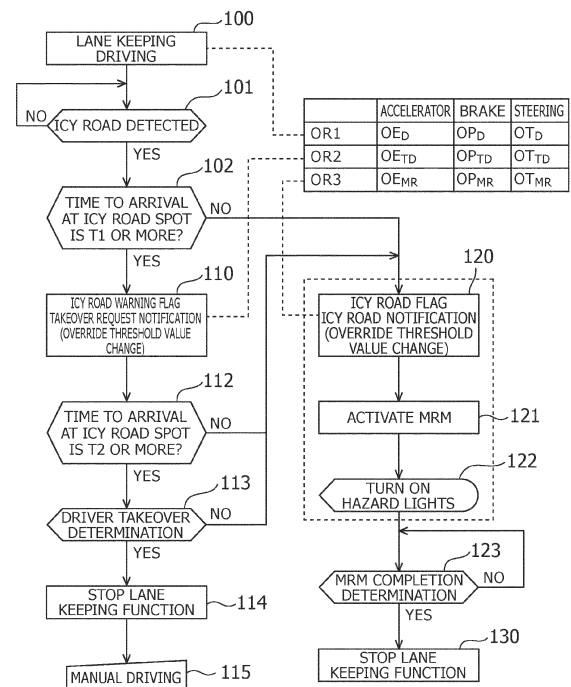 100
LANE KEEPING
DRIVING
101
NO
ICY ROAD DETECTED
YES
102
TIME TO ARRIVAL
AT ICY ROAD SPOT
IS T1 OR MORE?
NO
YES
110
ICY ROAD WARNING FLAG
TAKEOVER REQUEST NOTIFICATION
(OVERRIDE THRESHOLD VALUE
CHANGE)
112
TIME TO ARRIVAL
AT ICY ROAD SPOT
IS T2 OR MORE?
NO
YES
113
DRIVER TAKEOVER
DETERMINATION
NO
YES
STOP LANE
KEEPING FUNCTION
114
MANUAL DRIVING
115
ACCELERATOR BRAKE STEERING
OR1 OED OPD OTD
OR2 OETD OPTD OTTD
OR3 OEMR OPMR OTMR
120
ICY ROAD FLAG
ICY ROAD NOTIFICATION
(OVERRIDE THRESHOLD
VALUE CHANGE)
ACTIVATE MRM
121
122
TURN ON
HAZARD LIGHTS
123
MRM COMPLETION
DETERMINATION
NO
YES
130
STOP LANE
KEEPING FUNCTION